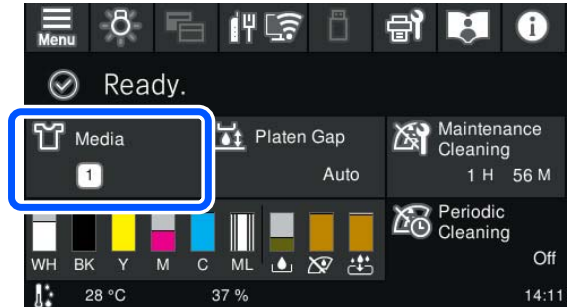 Menu
Ready.
Media
1
Platen Gap
Auto
Maintenance
Cleaning
1 H 56 M
Periodic
Cleaning
Off
WH BK Y M C ML
28 °C 37 % 14:11